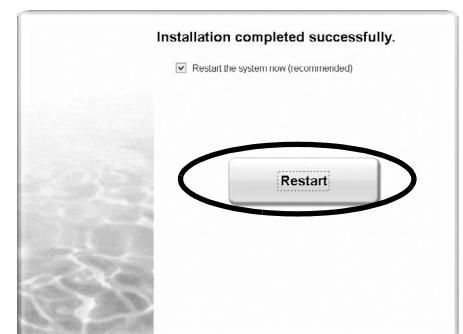 Installation completed successfully.
Restart the system now (recommended)
Restart